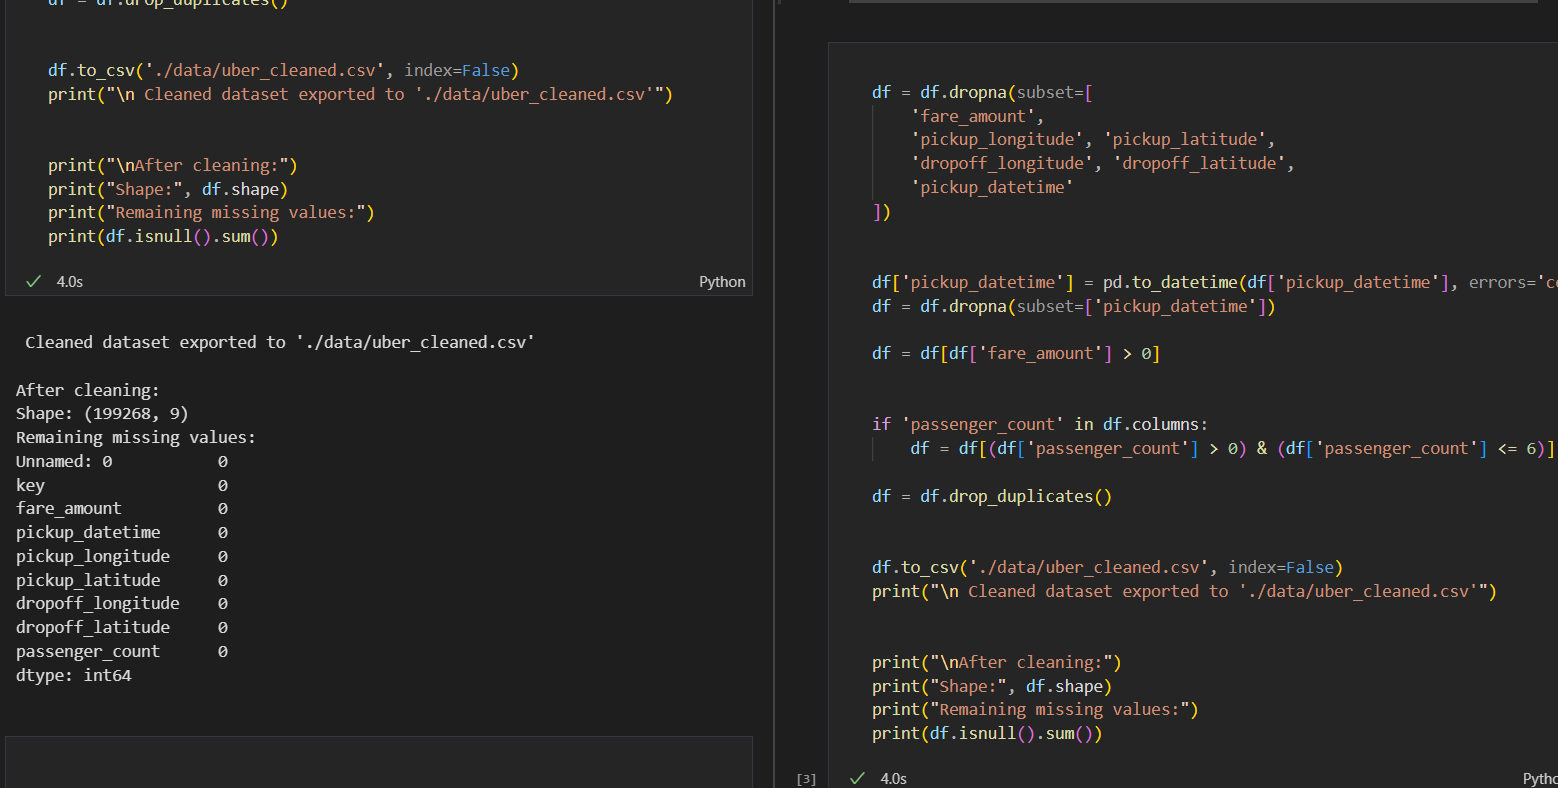 df = df.drop_duplicates()
df.to_csv('./data/uber_cleaned.csv', index=False)
print("\n Cleaned dataset exported to './data/uber_cleaned.csv'")
print("\nAfter cleaning:")
print("Shape:", df.shape)
print("Remaining missing values:")
print(df.isnull().sum())
4.0s
Python
Cleaned dataset exported to './data/uber_cleaned.csv'
After cleaning:
Shape: (199268, 9)
Remaining missing values:
Unnamed: 0 0
key 0
fare_amount 0
pickup_datetime 0
pickup_longitude 0
pickup_latitude 0
dropoff_longitude 0
dropoff_latitude 0
passenger_count 0
dtype: int64
df = df.dropna(subset=[
'fare_amount',
'pickup_longitude', 'pickup_latitude',
'dropoff_longitude', 'dropoff_latitude',
'pickup_datetime'
])
df['pickup_datetime'] = pd.to_datetime(df['pickup_datetime'], errors='c
df = df.dropna(subset=['pickup_datetime'])
df = df[df['fare_amount'] > 0]
if 'passenger_count' in df.columns:
df = df[(df['passenger_count'] > 0) & (df['passenger_count'] <= 6)]
df = df.drop_duplicates()
df.to_csv('./data/uber_cleaned.csv', index=False)
print("\n Cleaned dataset exported to './data/uber_cleaned.csv'")
print("\nAfter cleaning:")
print("Shape:", df.shape)
print("Remaining missing values:")
print(df.isnull().sum())
[3]
4.0s
Pytho